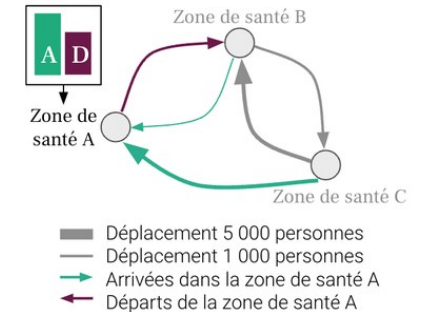 Zone de santé B
A D
Zone de
santé A
Zone de santé C
Déplacement 5 000 personnes
Déplacement 1 000 personnes
Arrivées dans la zone de santé A
Départs de la zone de santé A